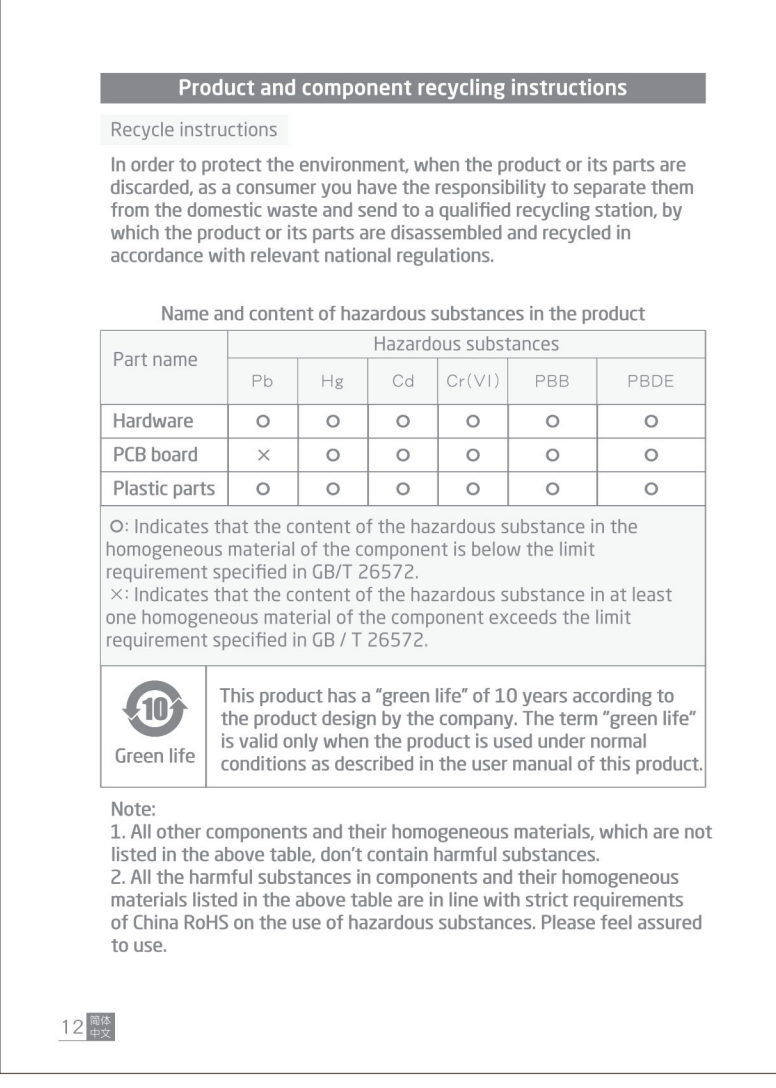 Product and component recycling instructions
Recycle instructions
In order to protect the environment, when the product or its parts are
discarded, as a consumer you have the responsibility to separate them
from the domestic waste and send to a qualified recycling station, by
which the product or its parts are disassembled and recycled in
accordance with relevant national regulations.
Name and content of hazardous substances in the product
Part name Hazardous substances
Pb Hg Cd Cr(VI) PBB PBDE
Hardware O O O O O O
PCB board × O O O O O
Plastic parts O O O O O O
O: Indicates that the content of the hazardous substance in the
homogeneous material of the component is below the limit
requirement specified in GB/T 26572.
×: Indicates that the content of the hazardous substance in at least
one homogeneous material of the component exceeds the limit
requirement specified in GB / T 26572.
10
Green life
This product has a “green life” of 10 years according to
the product design by the company. The term “green life”
is valid only when the product is used under normal
conditions as described in the user manual of this product.
Note:
1. All other components and their homogeneous materials, which are not
listed in the above table, don’t contain harmful substances.
2. All the harmful substances in components and their homogeneous
materials listed in the above table are in line with strict requirements
of China RoHS on the use of hazardous substances. Please feel assured
to use.
12 简体
中文